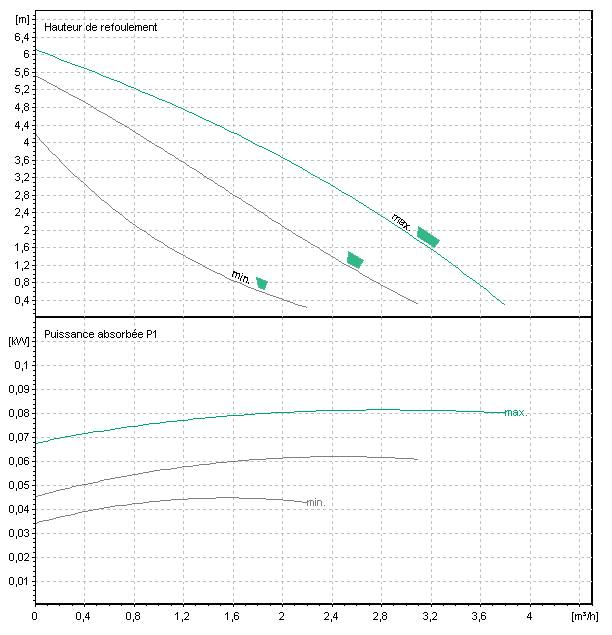 [m]
Hauteur de refoulement
6,4
6
5,6
5,2
4,8
4,4
4
3,6
3,2
2,8
2,4
2
1,6
1,2
0,8
0,4
max.
min.
Puissance absorbée P1
[kW]
0,1
0,09
0,08
0,07
0,06
0,05
0,04
0,03
0,02
0,01
max.
min.
0 0,4 0,8 1,2 1,6 2 2,4 2,8 3,2 3,6 4 [m³/h]